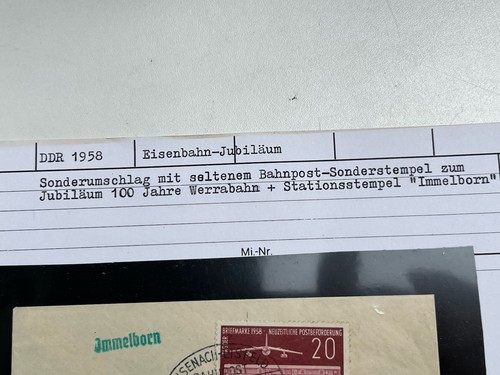 DDR 1958 Eisenbahn-Jubiläum
Sonderumschlag mit seltenem Bahnpost-Sonderstempel zum
Jubiläum 100 Jahre Werrabahn + Stationsstempel "Immelborn"
Mi.-Nr.
Immelborn
BRIEFMARKE 1958 · NEUZEITLICHE POSTBEFÖRDERUNG
20